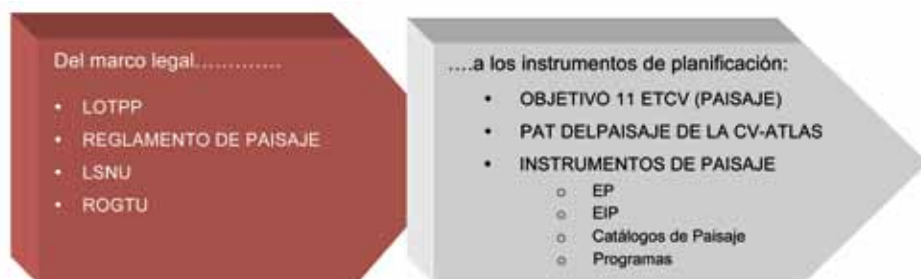 Del marco legal.............
• LOTPP
• REGLAMENTO DE PAISAJE
• LSNU
• ROGTU
....a los instrumentos de planificación:
• OBJETIVO 11 ETCV (PAISAJE)
• PAT DELPAISAJE DE LA CV-ATLAS
• INSTRUMENTOS DE PAISAJE
o EP
o EIP
o Catálogos de Paisaje
o Programas